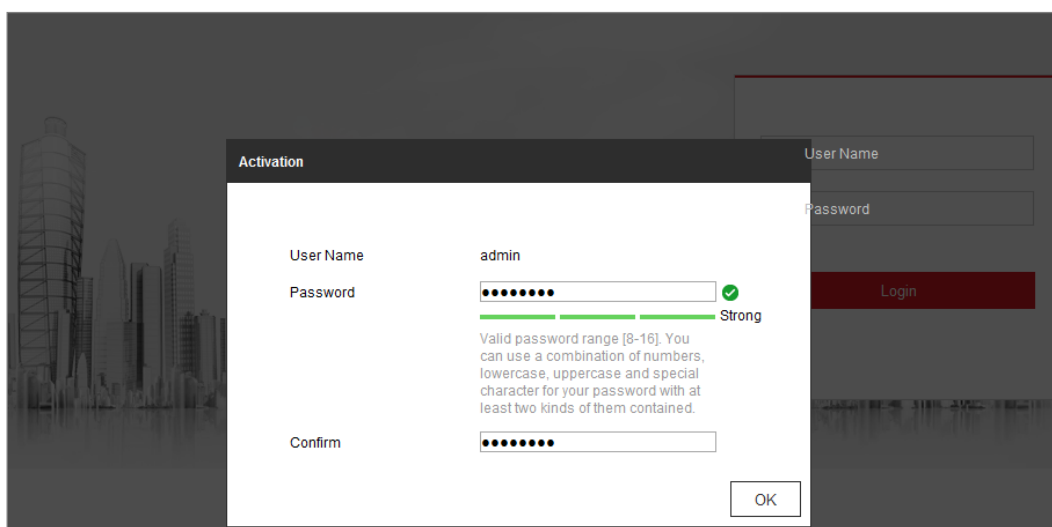 Activation
User Name
Password
Login
User Name admin
Password ●●●●●●●●
Strong
Valid password range [8-16]. You
can use a combination of numbers,
lowercase, uppercase and special
character for your password with at
least two kinds of them contained.
Confirm ●●●●●●●●
OK